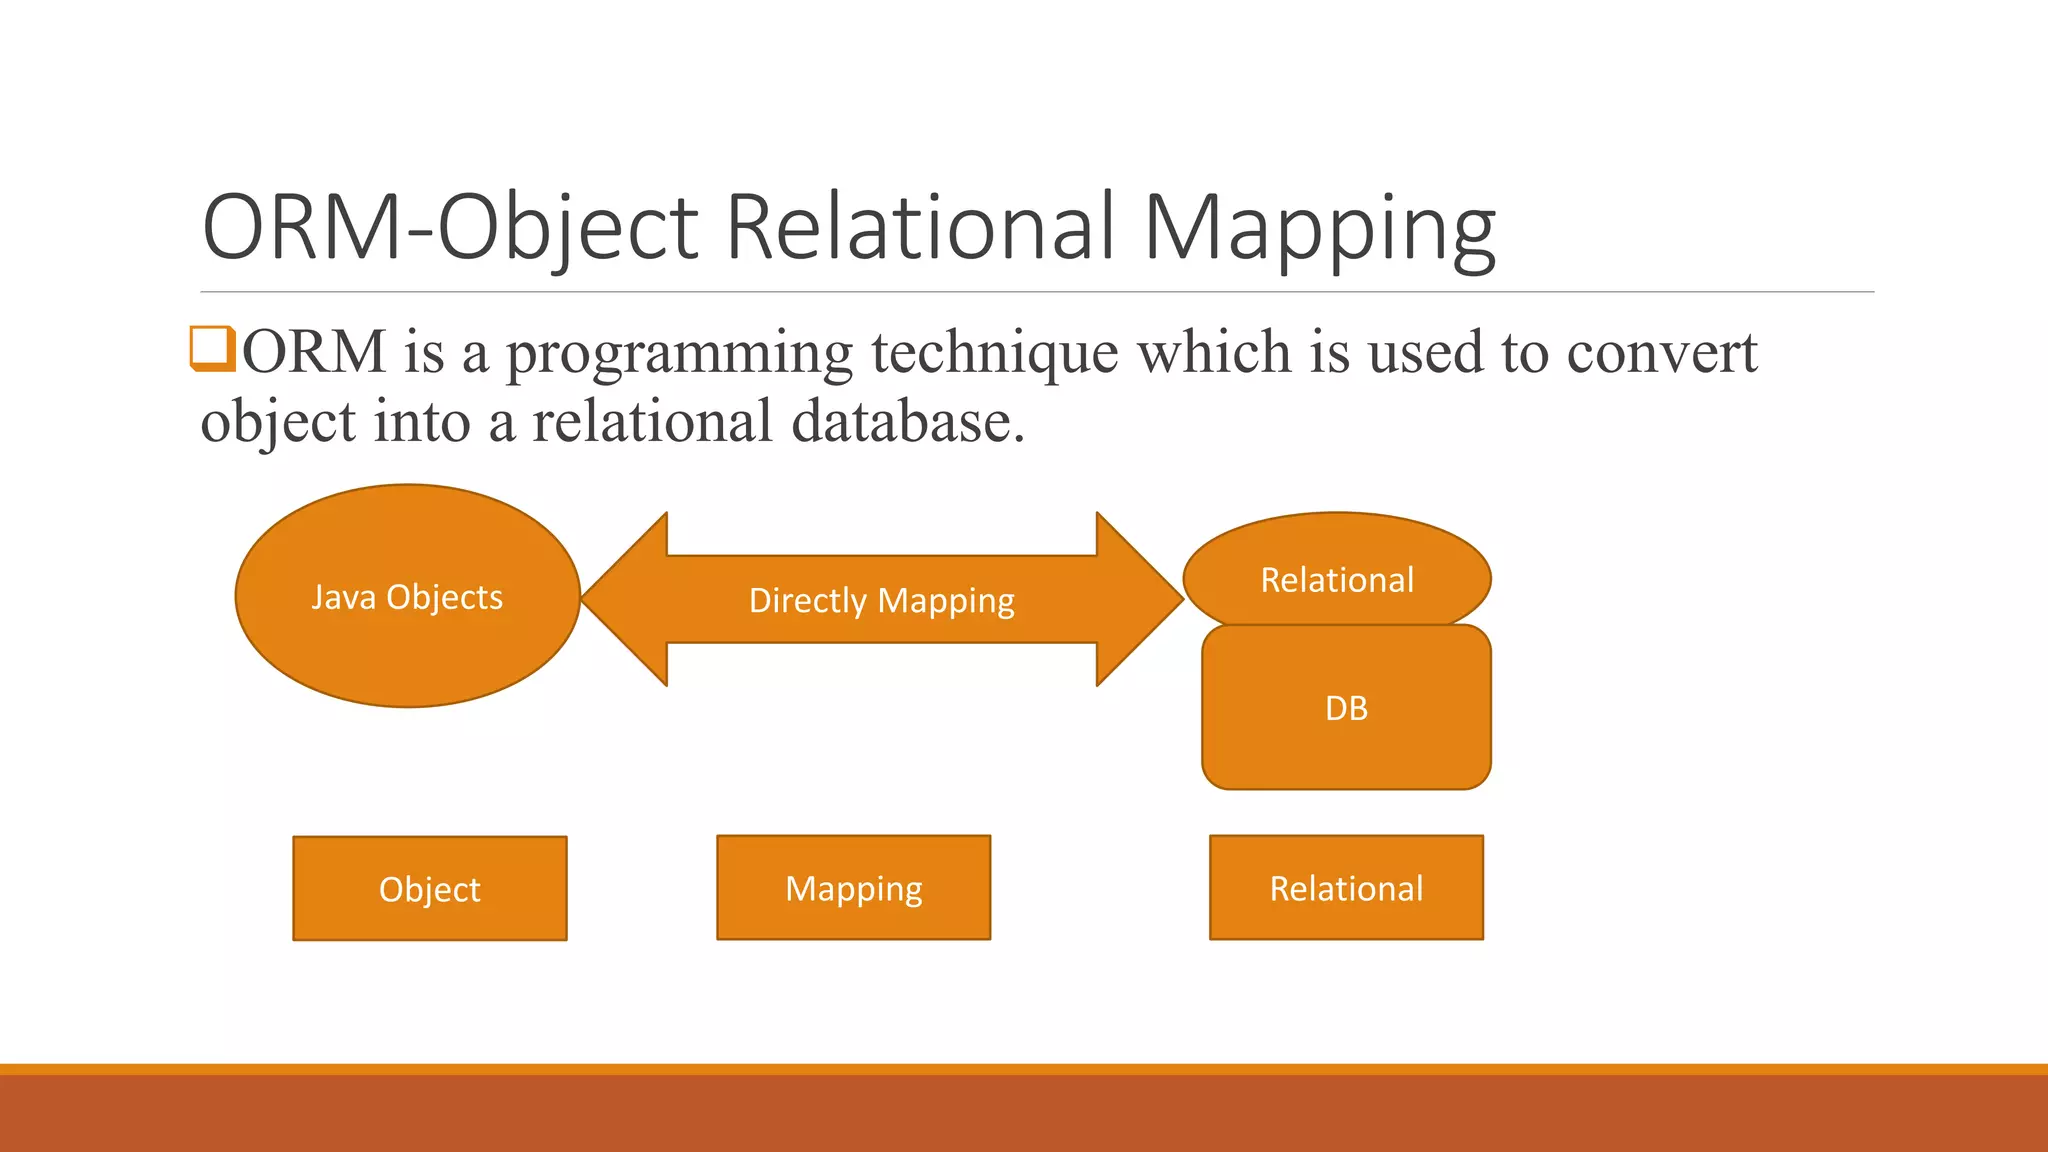 ORM-Object Relational Mapping
ORM is a programming technique which is used to convert
object into a relational database.
Java Objects
Directly Mapping
Relational
DB
Object
Mapping
Relational